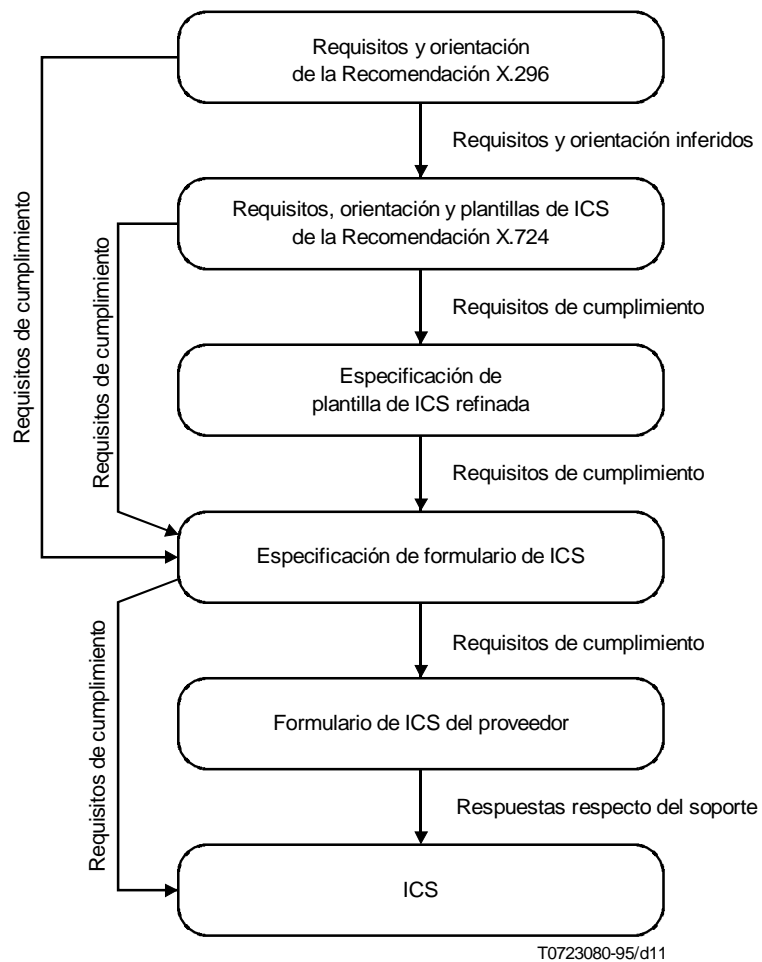 Requisitos y orientación
de la Recomendación X.296
Requisitos y orientación inferidos
Requisitos, orientación y plantillas de ICS
de la Recomendación X.724
Requisitos de cumplimiento
Requisitos de cumplimiento
Requisitos de cumplimiento
Especificación de
plantilla de ICS refinada
Requisitos de cumplimiento
Especificación de formulario de ICS
Requisitos de cumplimiento
Requisitos de cumplimiento
Formulario de ICS del proveedor
Respuestas respecto del soporte
ICS
T0723080-95/d11